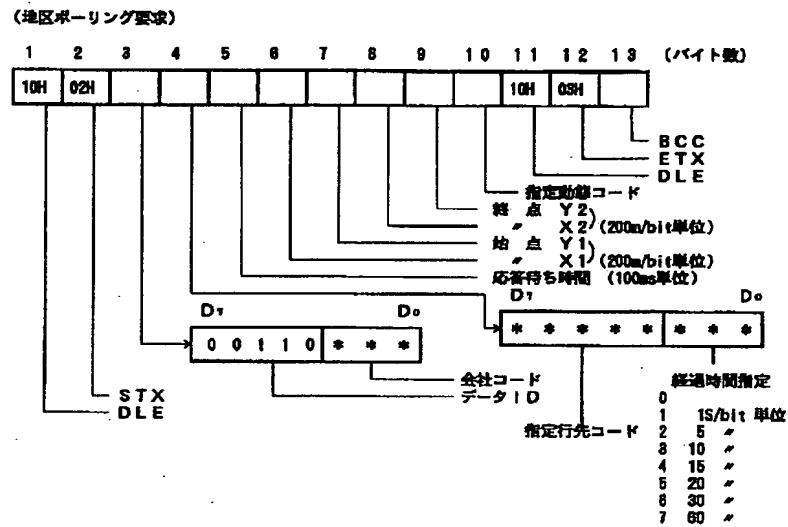 （地区ポーリング要求）
1 2 3 4 5 6 7 8 9 10 11 12 13 （バイト数）
10H 02H 10H 03H
BCC
ETX
DLE
指定動態コード
終 点 Y2
〃 X2 (200m/bit単位)
始 点 Y1
〃 X1 (200m/bit単位)
応答待ち時間 （100ms単位）
D7 D0
D7 D0
0 0 1 1 0 * * *
* * * * * * * *
会社コード
データID
STX
DLE
指定行先コード
経過時間指定
0
1 1S/bit 単位
2 5 〃
3 10 〃
4 15 〃
5 20 〃
6 30 〃
7 60 〃